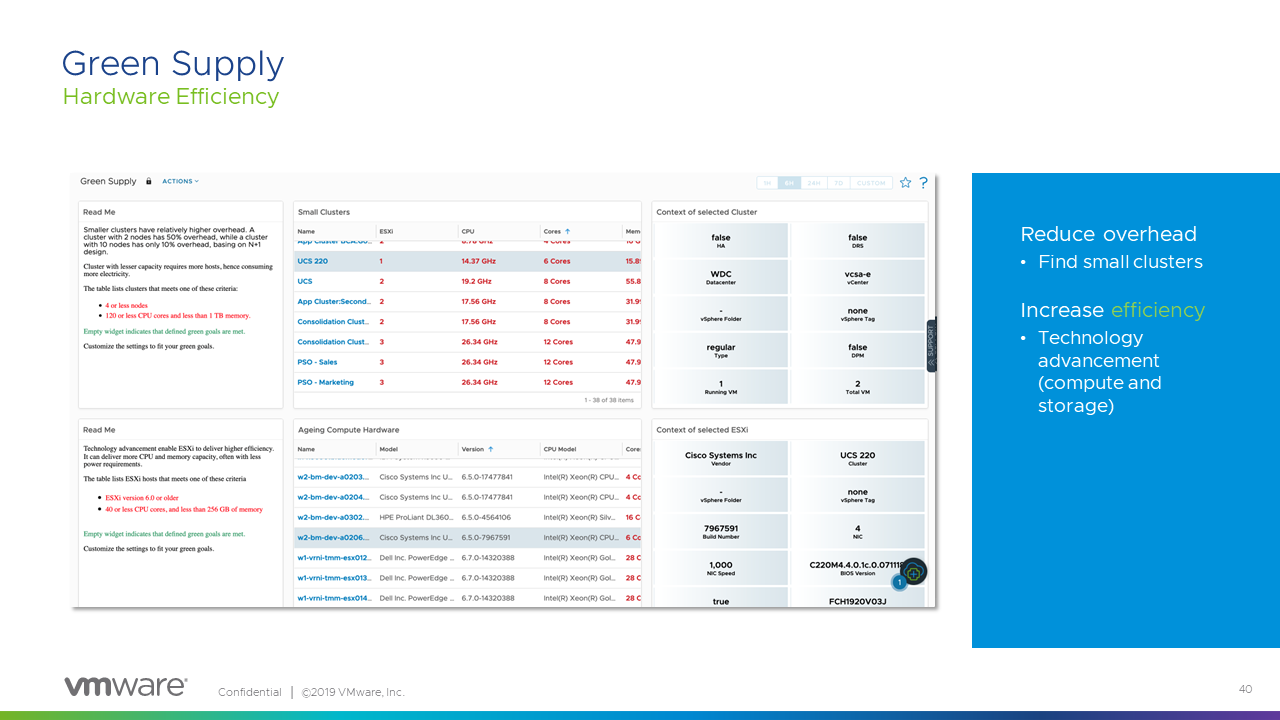 Green Supply
Hardware Efficiency
Green Supply ACTIONS
1H 6H 24H 7D CUSTOM ?
Read Me
Smaller clusters have relatively higher overhead. A
cluster with 2 nodes has 50% overhead, while a cluster
with 10 nodes has only 10% overhead, basing on N+1
design.
Cluster with lesser capacity requires more hosts, hence consuming
more electricity.
The table lists clusters that meets one of these criteria:
• 4 or less nodes
• 120 or less CPU cores and less than 1 TB memory.
Empty widget indicates that defined green goals are met.
Customize the settings to fit your green goals.
Small Clusters
Name ESXi CPU Cores ↑ Mem
UCS 220 1 14.37 GHz 6 Cores 15.8
UCS 2 19.2 GHz 8 Cores 55.8
App Cluster:Second.. 2 17.56 GHz 8 Cores 31.9
Consolidation Clust... 2 17.56 GHz 8 Cores 31.9
Consolidation Clust... 3 26.34 GHz 12 Cores 47.9
PSO - Sales 3 26.34 GHz 12 Cores 47.9
PSO - Marketing 3 26.34 GHz 12 Cores 47.9
1 - 38 of 38 items
Context of selected Cluster
false false
HA DRS
WDC vcsa-e
Datacenter vCenter
- none
vSphere Folder vSphere Tag
regular false
Type DPM
1 2
Running VM Total VM
SUPPORT
Read Me
Technology advancement enable ESXi to deliver higher efficiency.
It can deliver more CPU and memory capacity, often with less
power requirements.
The table lists ESXi hosts that meets one of these criteria
• ESXi version 6.0 or older
• 40 or less CPU cores, and less than 256 GB of memory
Empty widget indicates that defined green goals are met.
Customize the settings to fit your green goals.
Ageing Compute Hardware
Name Model Version ↑ CPU Model Core
w2-bm-dev-a0203... Cisco Systems Inc U... 6.5.0-17477841 Intel(R) Xeon(R) CPU... 4 Co
w2-bm-dev-a0204... Cisco Systems Inc U... 6.5.0-17477841 Intel(R) Xeon(R) CPU... 4 Co
w2-bm-dev-a0302... HPE ProLiant DL360... 6.5.0-4564106 Intel(R) Xeon(R) Silv... 16 C
w2-bm-dev-a0206... Cisco Systems Inc U... 6.5.0-7967591 Intel(R) Xeon(R) CPU... 6 Co
w1-vrni-tmm-esx012... Dell Inc. PowerEdge ... 6.7.0-14320388 Intel(R) Xeon(R) Gol... 28 C
w1-vrni-tmm-esx013... Dell Inc. PowerEdge ... 6.7.0-14320388 Intel(R) Xeon(R) Gol... 28 C
w1-vrni-tmm-esx014... Dell Inc. PowerEdge ... 6.7.0-14320388 Intel(R) Xeon(R) Gol... 28 C
Context of selected ESXi
Cisco Systems Inc UCS 220
Vendor Cluster
- none
vSphere Folder vSphere Tag
7967591 4
Build Number NIC
1,000 C220M4.4.0.1c.0.07111
NIC Speed BIOS Version
1
true FCH1920V03J
Reduce overhead
• Find small clusters
Increase efficiency
• Technology
advancement
(compute and
storage)
vmware® Confidential | ©2019 VMware, Inc.
40